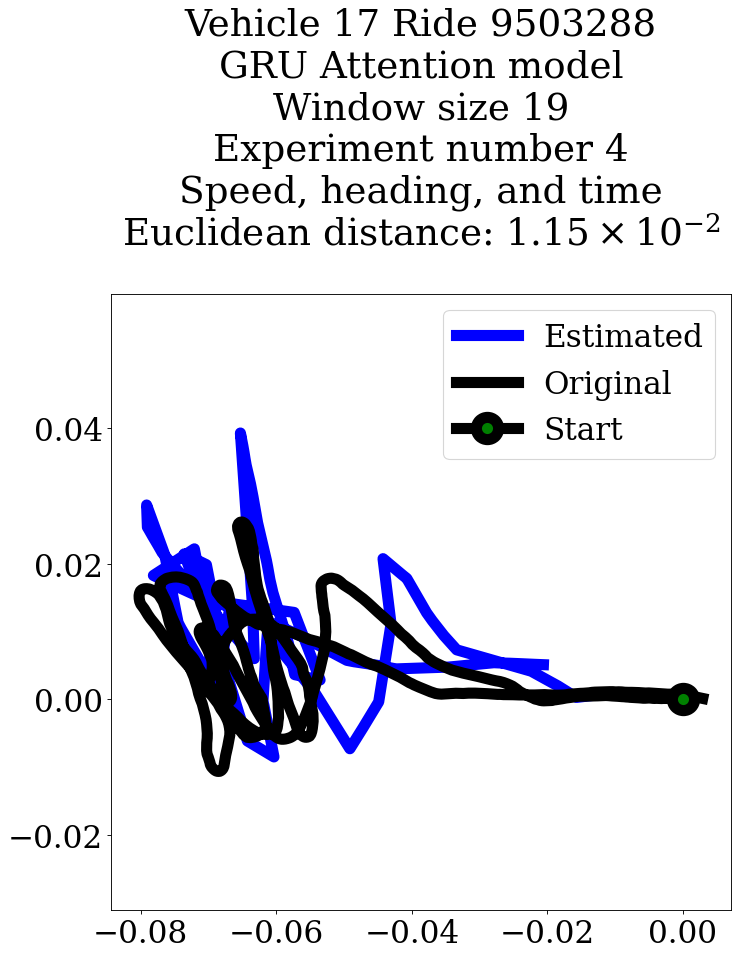 Vehicle 17 Ride 9503288
GRU Attention model
Window size 19
Experiment number 4
Speed, heading, and time
Euclidean distance: 1.15 × 10⁻²
Estimated
Original
Start
0.04
0.02
0.00
−0.02
−0.08 −0.06 −0.04 −0.02 0.00